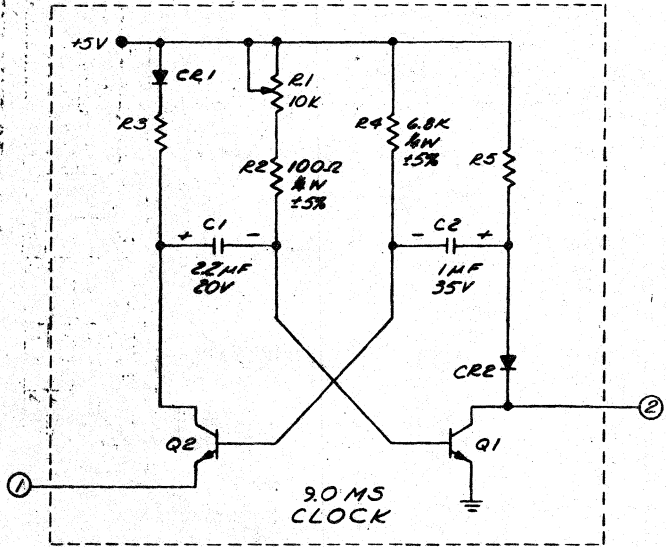 +5V
CR1
R1
10K
R3
R2
100Ω
¼W
±5%
R4
6.8K
¼W
±5%
R5
+ C1 -
2.2µF
20V
- C2 +
1µF
35V
CR2
Q2
Q1
1
2
9.0 MS
CLOCK